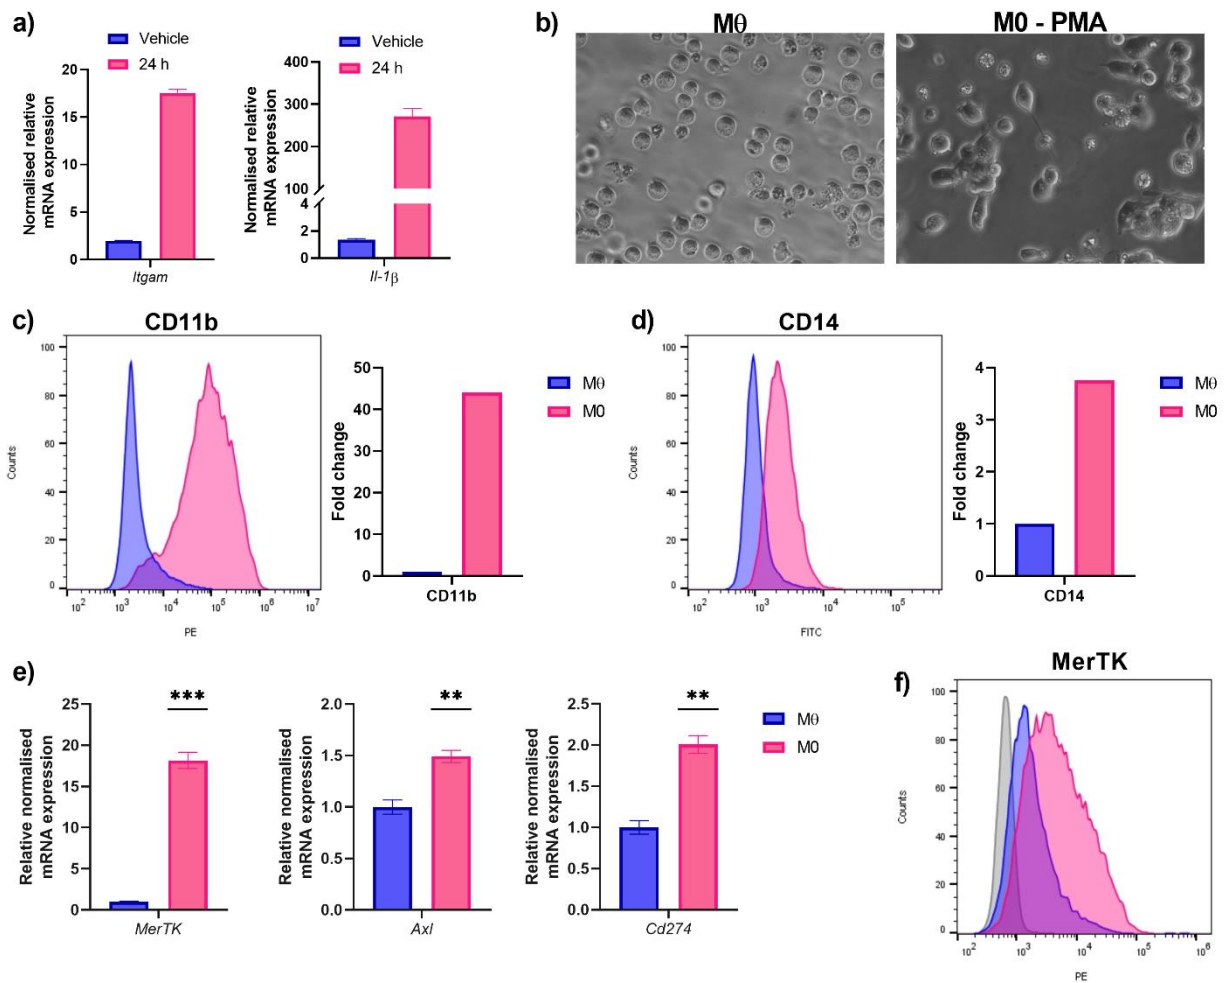 a)
Vehicle
24 h
Normalised relative
mRNA expression
20
15
10
5
0
Itgam
Vehicle
24 h
Normalised relative
mRNA expression
400
300
200
100
4
2
0
Il-1β
b)
Mθ
M0 - PMA
c)
CD11b
Counts
100
80
60
40
20
0
10² 10³ 10⁴ 10⁵ 10⁶ 10⁷
PE
Fold change
50
40
30
20
10
0
CD11b
Mθ
M0
d)
CD14
Counts
100
80
60
40
20
0
10² 10³ 10⁴ 10⁵
FITC
Fold change
4
3
2
1
0
CD14
Mθ
M0
e)
Relative normalised
mRNA expression
25
20
15
10
5
0
***
MerTK
Relative normalised
mRNA expression
2.0
1.5
1.0
0.5
0.0
**
Axl
Relative normalised
mRNA expression
2.5
2.0
1.5
1.0
0.5
0.0
**
Cd274
Mθ
M0
f)
MerTK
Counts
100
80
60
40
20
0
10² 10³ 10⁴ 10⁵ 10⁶
PE